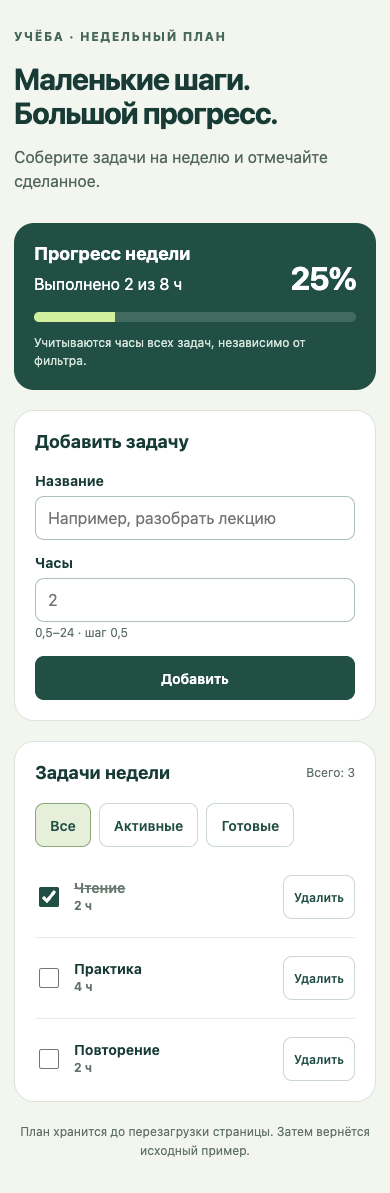 УЧЁБА · НЕДЕЛЬНЫЙ ПЛАН
Маленькие шаги.
Большой прогресс.
Соберите задачи на неделю и отмечайте
сделанное.
Прогресс недели
Выполнено 2 из 8 ч
25%
Учитываются часы всех задач, независимо от
фильтра.
Добавить задачу
Название
Например, разобрать лекцию
Часы
2
0,5–24 · шаг 0,5
Добавить
Задачи недели
Всего: 3
Все
Активные
Готовые
Чтение
2 ч
Удалить
Практика
4 ч
Удалить
Повторение
2 ч
Удалить
План хранится до перезагрузки страницы. Затем вернётся
исходный пример.